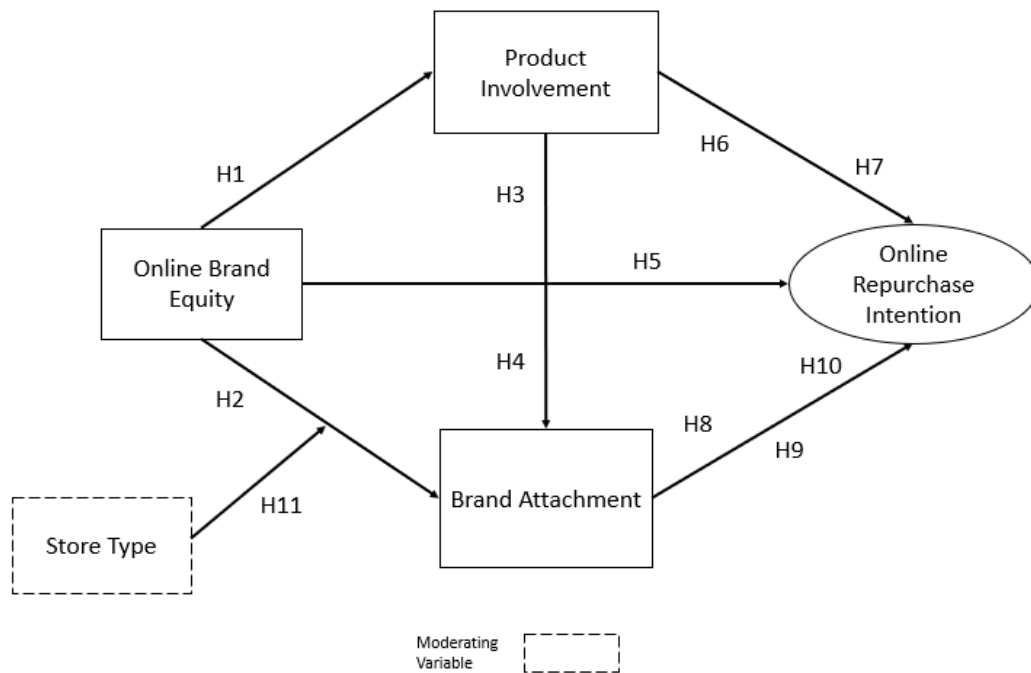 Product
Involvement
H6
H7
H1
H3
Online Brand
Equity
H5
Online
Repurchase
Intention
H4
H10
H2
H8
H9
Brand Attachment
H11
Store Type
Moderating
Variable